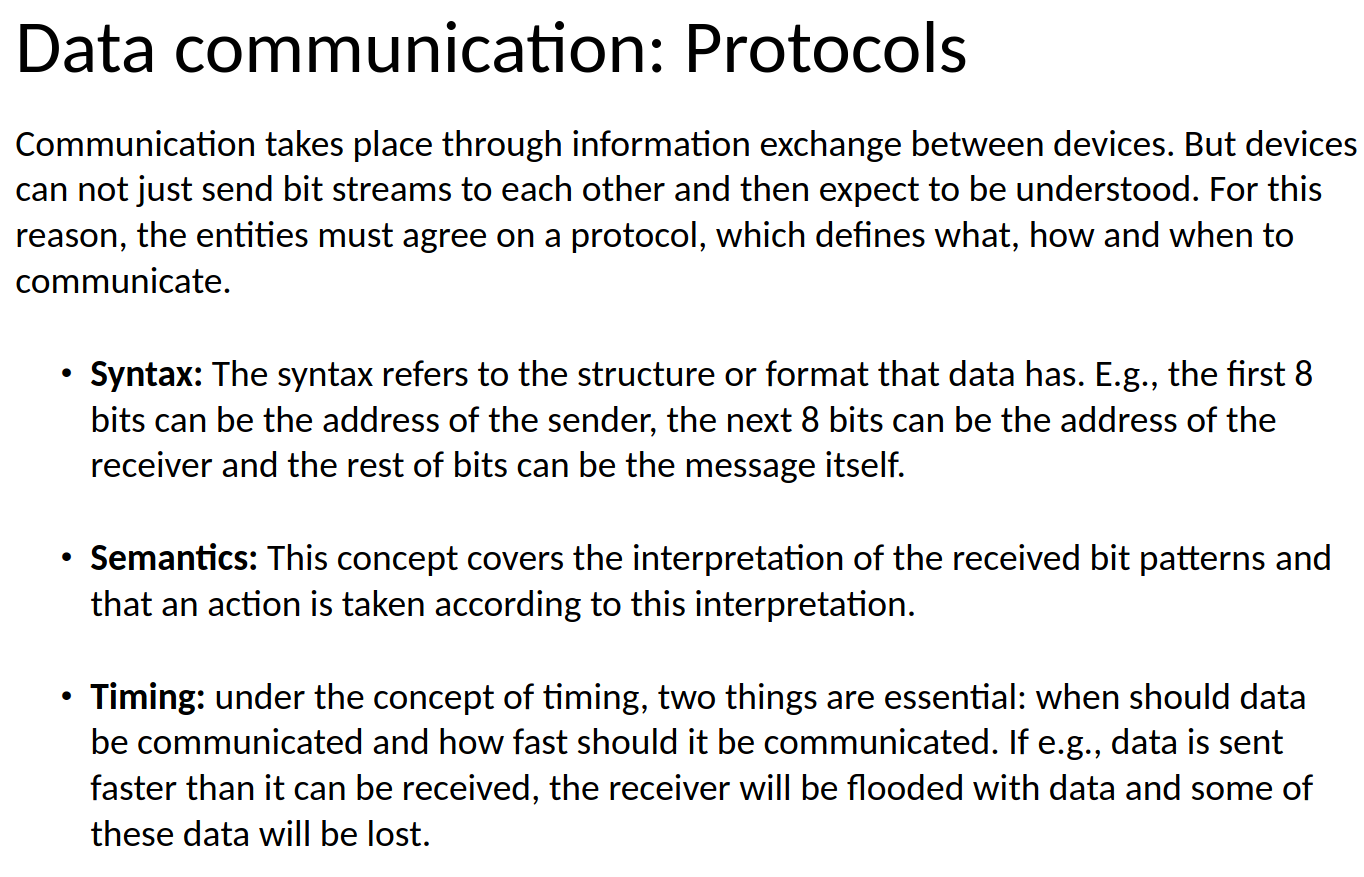 Data communication: Protocols
Communication takes place through information exchange between devices. But devices
can not just send bit streams to each other and then expect to be understood. For this
reason, the entities must agree on a protocol, which defines what, how and when to
communicate.
• Syntax: The syntax refers to the structure or format that data has. E.g., the first 8
bits can be the address of the sender, the next 8 bits can be the address of the
receiver and the rest of bits can be the message itself.
• Semantics: This concept covers the interpretation of the received bit patterns and
that an action is taken according to this interpretation.
• Timing: under the concept of timing, two things are essential: when should data
be communicated and how fast should it be communicated. If e.g., data is sent
faster than it can be received, the receiver will be flooded with data and some of
these data will be lost.